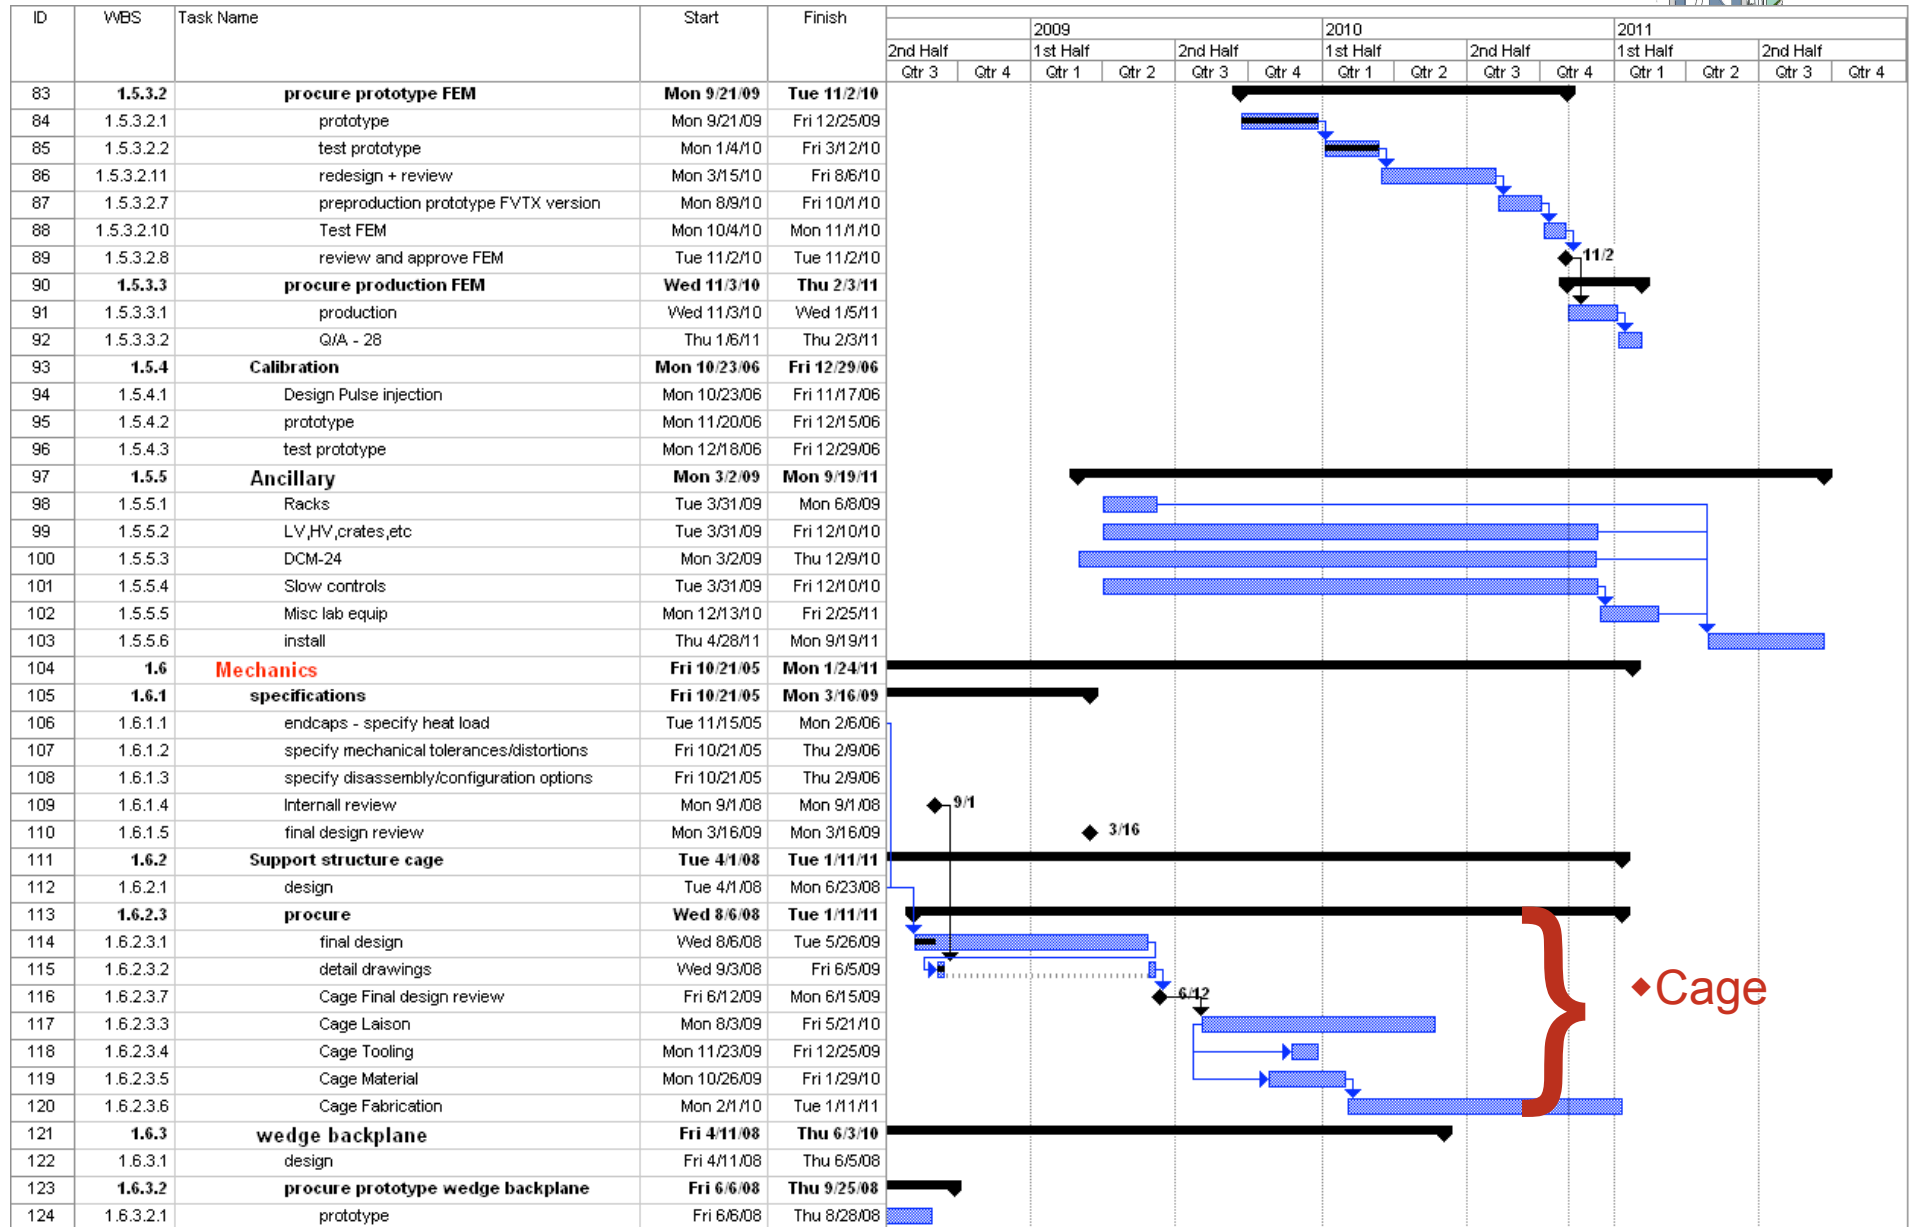 ID WBS Task Name Start Finish
2009 2010 2011
2nd Half 1st Half 2nd Half 1st Half 2nd Half 1st Half 2nd Half
Qtr 3 Qtr 4 Qtr 1 Qtr 2 Qtr 3 Qtr 4 Qtr 1 Qtr 2 Qtr 3 Qtr 4 Qtr 1 Qtr 2 Qtr 3 Qtr 4
83 1.5.3.2 procure prototype FEM Mon 9/21/09 Tue 11/2/10
84 1.5.3.2.1 prototype Mon 9/21/09 Fri 12/25/09
85 1.5.3.2.2 test prototype Mon 1/4/10 Fri 3/12/10
86 1.5.3.2.11 redesign + review Mon 3/15/10 Fri 8/6/10
87 1.5.3.2.7 preproduction prototype FVTX version Mon 8/9/10 Fri 10/1/10
88 1.5.3.2.10 Test FEM Mon 10/4/10 Mon 11/1/10
89 1.5.3.2.8 review and approve FEM Tue 11/2/10 Tue 11/2/10 11/2
90 1.5.3.3 procure production FEM Wed 11/3/10 Thu 2/3/11
91 1.5.3.3.1 production Wed 11/3/10 Wed 1/5/11
92 1.5.3.3.2 Q/A - 28 Thu 1/6/11 Thu 2/3/11
93 1.5.4 Calibration Mon 10/23/06 Fri 12/29/06
94 1.5.4.1 Design Pulse injection Mon 10/23/06 Fri 11/17/06
95 1.5.4.2 prototype Mon 11/20/06 Fri 12/15/06
96 1.5.4.3 test prototype Mon 12/18/06 Fri 12/29/06
97 1.5.5 Ancillary Mon 3/2/09 Mon 9/19/11
98 1.5.5.1 Racks Tue 3/31/09 Mon 6/8/09
99 1.5.5.2 LV,HV,crates,etc Tue 3/31/09 Fri 12/10/10
100 1.5.5.3 DCM-24 Mon 3/2/09 Thu 12/9/10
101 1.5.5.4 Slow controls Tue 3/31/09 Fri 12/10/10
102 1.5.5.5 Misc lab equip Mon 12/13/10 Fri 2/25/11
103 1.5.5.6 install Thu 4/28/11 Mon 9/19/11
104 1.6 Mechanics Fri 10/21/05 Mon 1/24/11
105 1.6.1 specifications Fri 10/21/05 Mon 3/16/09
106 1.6.1.1 endcaps - specify heat load Tue 11/15/05 Mon 2/6/06
107 1.6.1.2 specify mechanical tolerances/distortions Fri 10/21/05 Thu 2/9/06
108 1.6.1.3 specify disassembly/configuration options Fri 10/21/05 Thu 2/9/06
109 1.6.1.4 Internall review Mon 9/1/08 Mon 9/1/08 9/1
110 1.6.1.5 final design review Mon 3/16/09 Mon 3/16/09 3/16
111 1.6.2 Support structure cage Tue 4/1/08 Tue 1/11/11
112 1.6.2.1 design Tue 4/1/08 Mon 6/23/08
113 1.6.2.3 procure Wed 8/6/08 Tue 1/11/11
114 1.6.2.3.1 final design Wed 8/6/08 Tue 5/26/09
115 1.6.2.3.2 detail drawings Wed 9/3/08 Fri 6/5/09
116 1.6.2.3.7 Cage Final design review Fri 6/12/09 Mon 6/15/09 6/12
◆Cage
117 1.6.2.3.3 Cage Laison Mon 8/3/09 Fri 5/21/10
118 1.6.2.3.4 Cage Tooling Mon 11/23/09 Fri 12/25/09
119 1.6.2.3.5 Cage Material Mon 10/26/09 Fri 1/29/10
120 1.6.2.3.6 Cage Fabrication Mon 2/1/10 Tue 1/11/11
121 1.6.3 wedge backplane Fri 4/11/08 Thu 6/3/10
122 1.6.3.1 design Fri 4/11/08 Thu 6/5/08
123 1.6.3.2 procure prototype wedge backplane Fri 6/6/08 Thu 9/25/08
124 1.6.3.2.1 prototype Fri 6/6/08 Thu 8/28/08